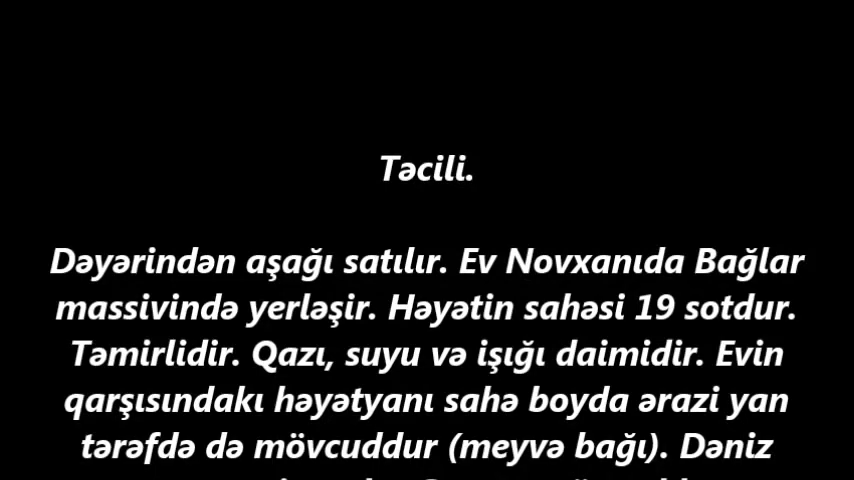 Təcili.
Dəyərindən aşağı satılır. Ev Novxanıda Bağlar
massivində yerləşir. Həyətin sahəsi 19 sotdur.
Təmirlidir. Qazı, suyu və işığı daimidir. Evin
qarşısındakı həyətyanı sahə boyda ərazi yan
tərəfdə də mövcuddur (meyvə bağı). Dəniz